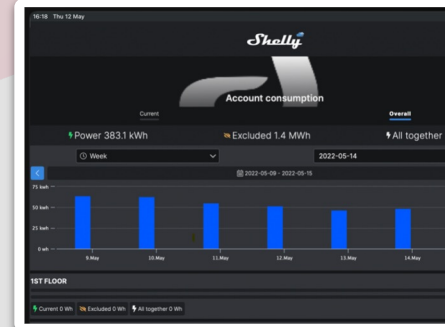 16:18 Thu 12 May
Shelly
Account consumption
Current Overall
Power 383.1 kWh Excluded 1.4 MWh All together
Week 2022-05-14
2022-05-09 - 2022-05-15
75 kwh
50 kwh
25 kwh
0 wh
9.May 10.May 11.May 12.May 13.May 14.May
1ST FLOOR
Current 0 Wh Excluded 0 Wh All together 0 Wh